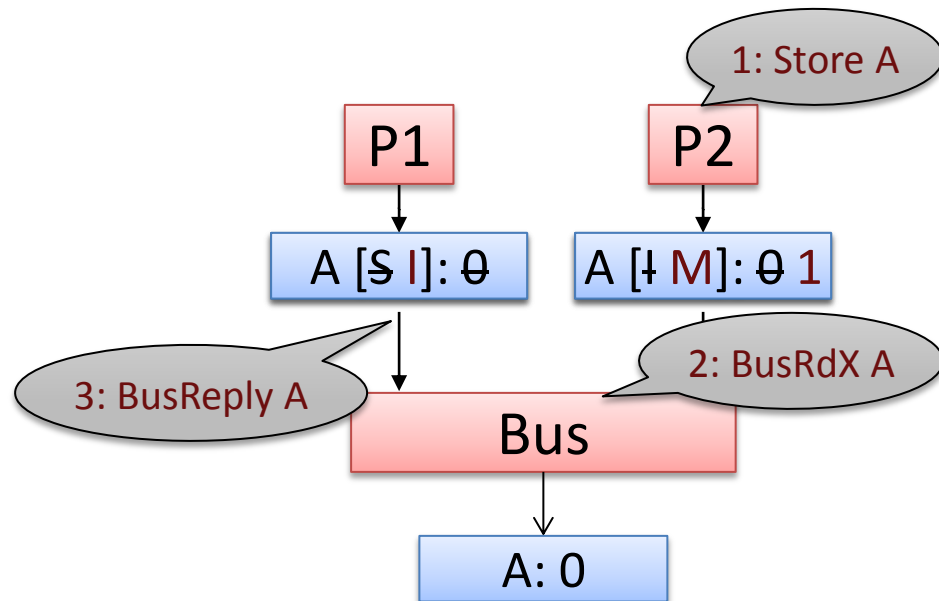 1: Store A
P1
P2
A [S I]: 0
A [I M]: 0 1
2: BusRdX A
3: BusReply A
Bus
A: 0